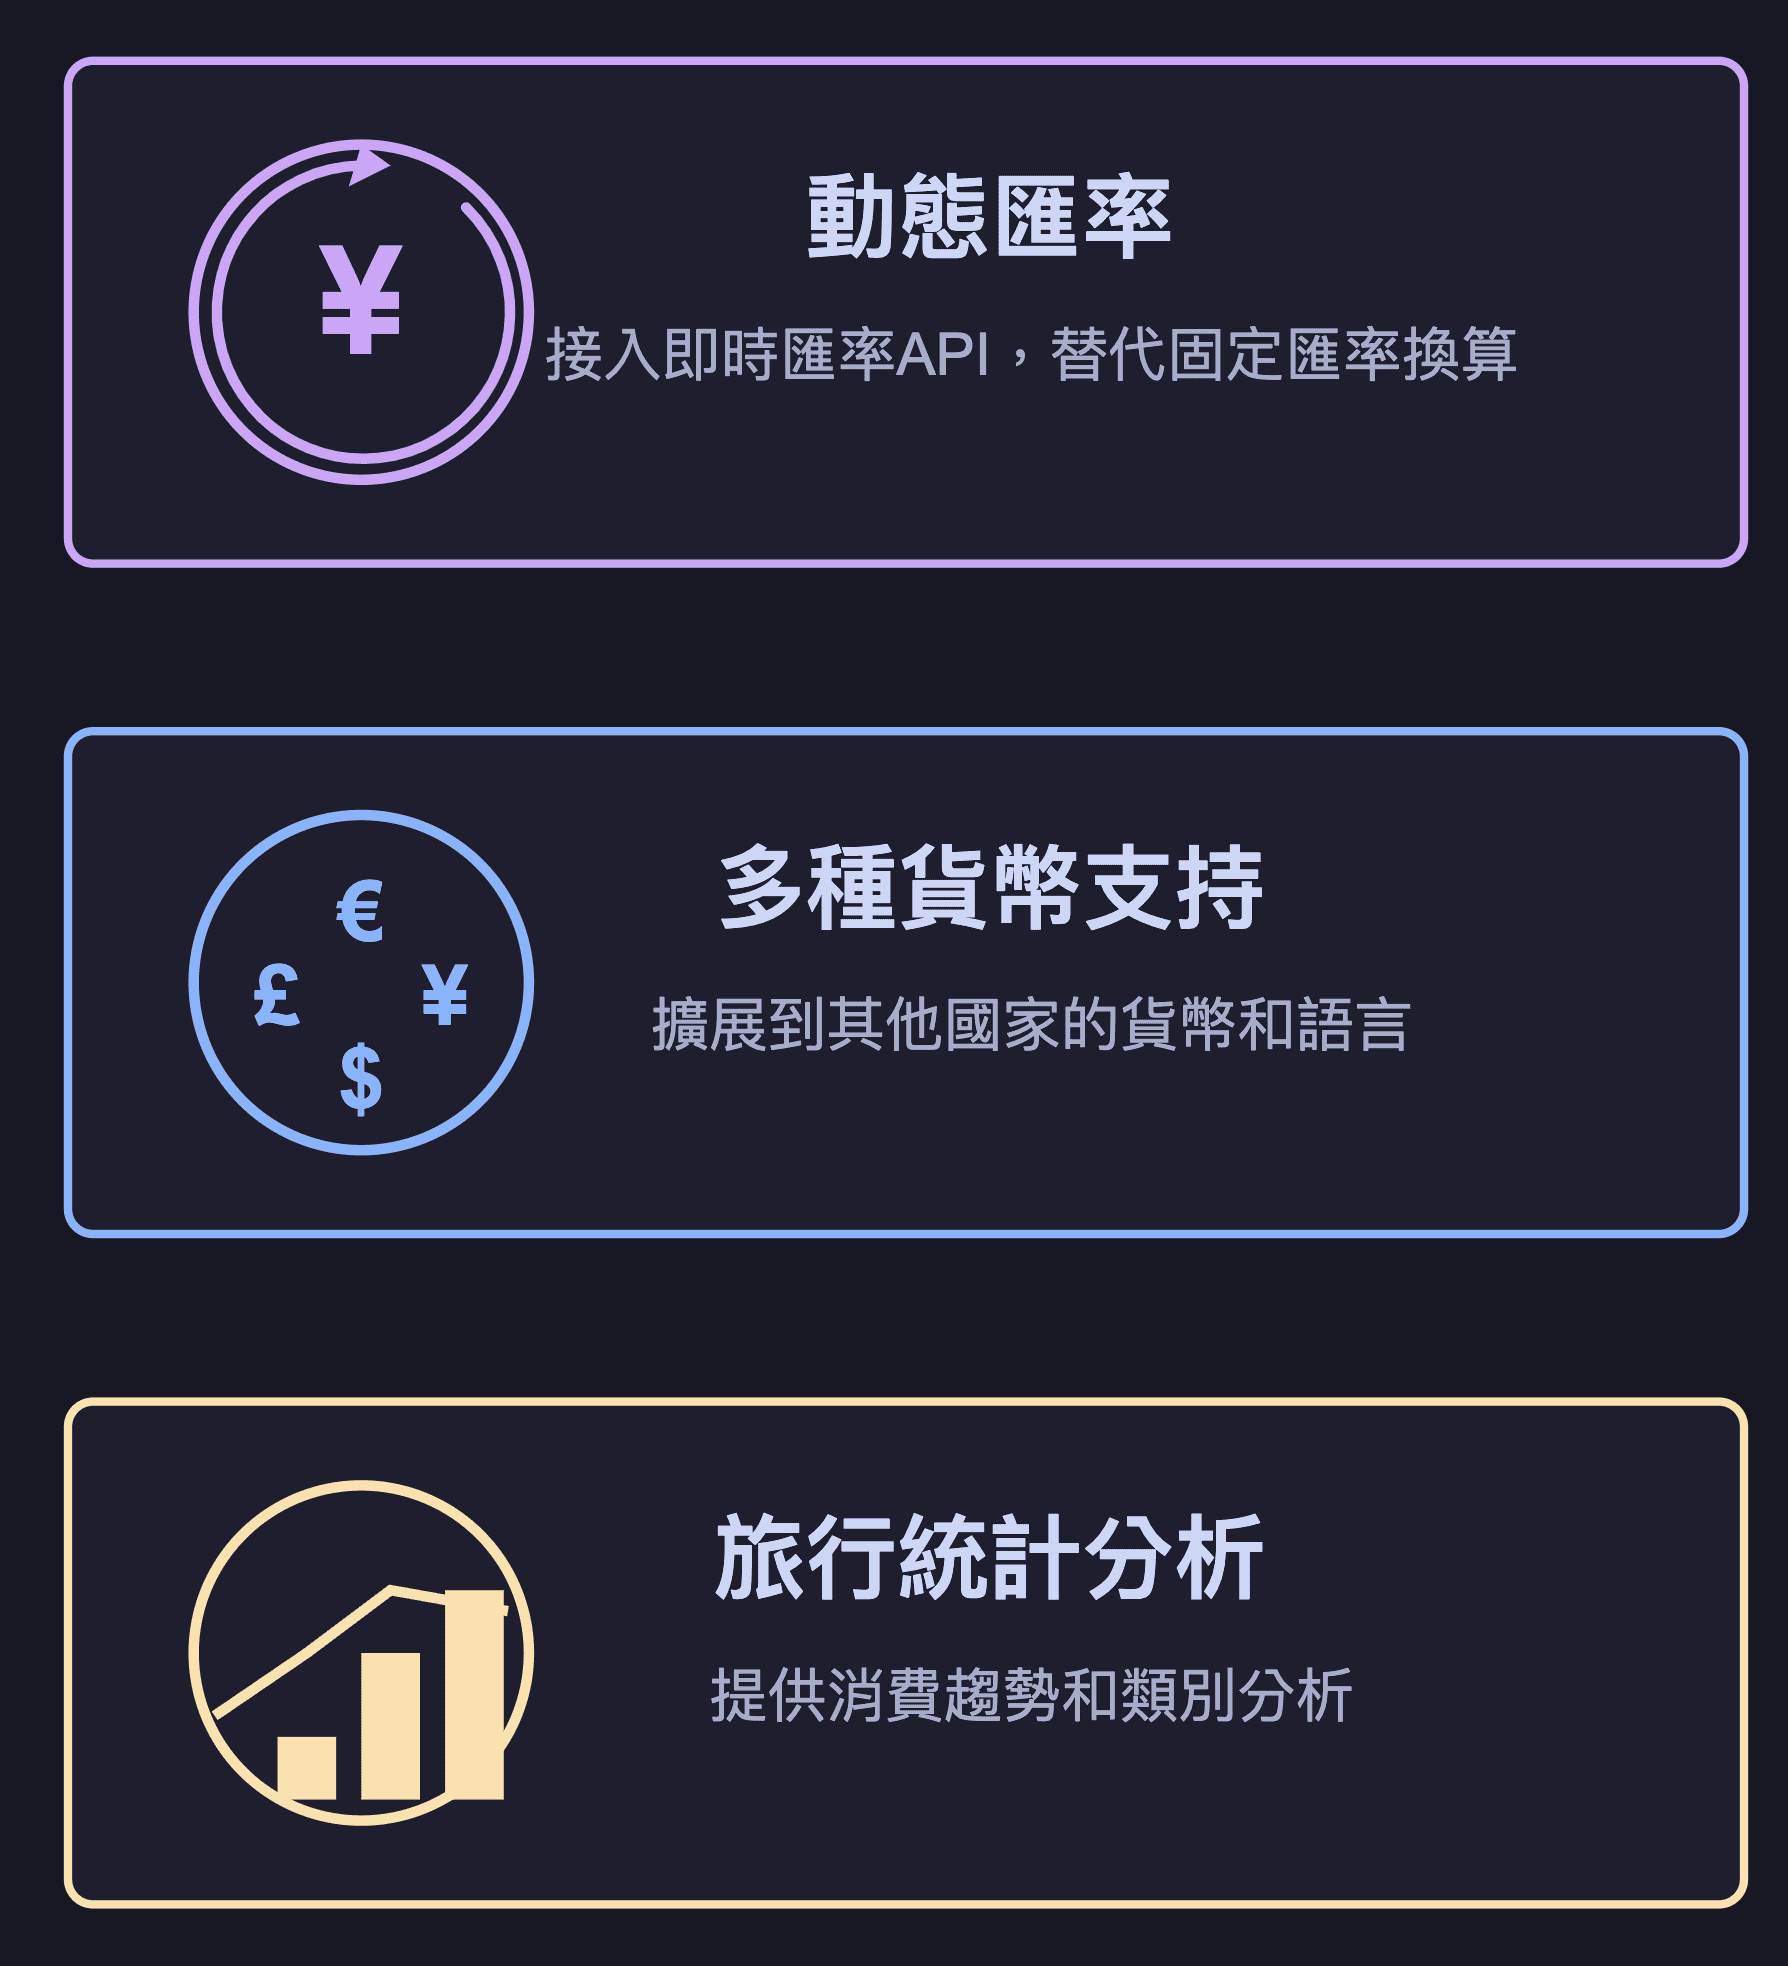 ¥
動態匯率
接入即時匯率API，替代固定匯率換算
€
£ ¥
$
多種貨幣支持
擴展到其他國家的貨幣和語言
旅行統計分析
提供消費趨勢和類別分析